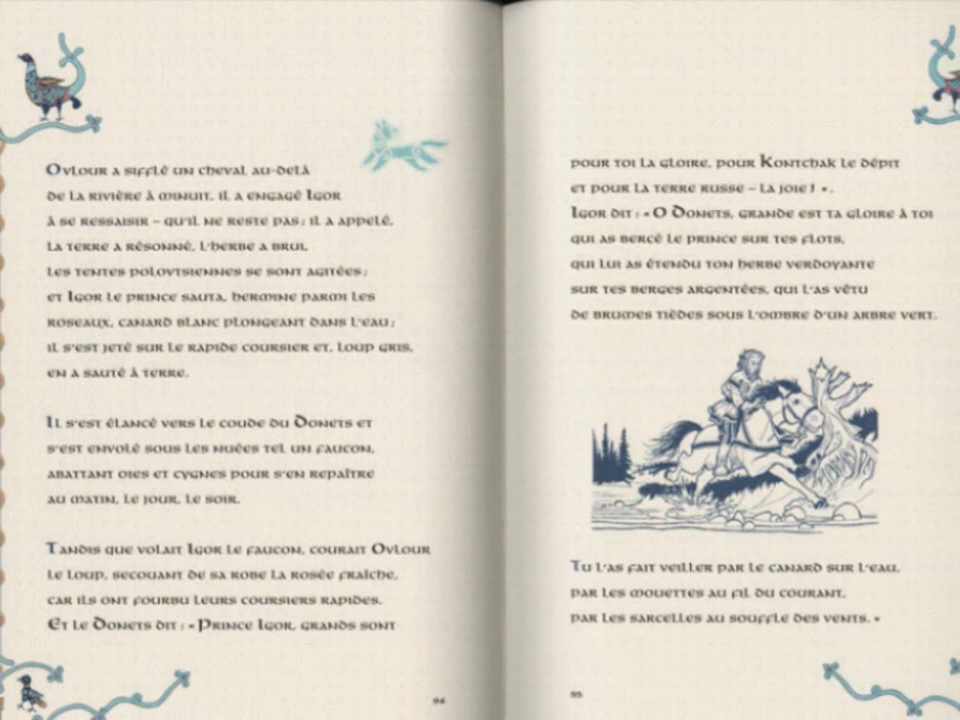 Ovlour a sifflé un cheval au-delà
de la rivière à minuit, il a engagé Igor
à se ressaisir – qu'il ne reste pas ; il a appelé,
la terre a résonné, l'herbe a brui,
les tentes polovtsiennes se sont agitées ;
et Igor le prince sauta, hermine parmi les
roseaux, canard blanc plongeant dans l'eau ;
il s'est jeté sur le rapide coursier et, loup gris,
en a sauté à terre.
Il s'est élancé vers le coude du Donets et
s'est envolé sous les nuées tel un faucon,
abattant oies et cygnes pour s'en repaître
au matin, le jour, le soir.
Tandis que volait Igor le faucon, courait Ovlour
le loup, secouant de sa robe la rosée fraîche,
car ils ont fourbu leurs coursiers rapides.
Et le Donets dit : « Prince Igor, grands sont
94
pour toi la gloire, pour Kontchak le dépit
et pour la terre russe – la joie ! ».
Igor dit : « O Donets, grande est ta gloire à toi
qui as bercé le prince sur tes flots,
qui lui as étendu ton herbe verdoyante
sur tes berges argentées, qui l'as vêtu
de brumes tièdes sous l'ombre d'un arbre vert.
Tu l'as fait veiller par le canard sur l'eau,
par les mouettes au fil du courant,
par les sarcelles au souffle des vents. »
95